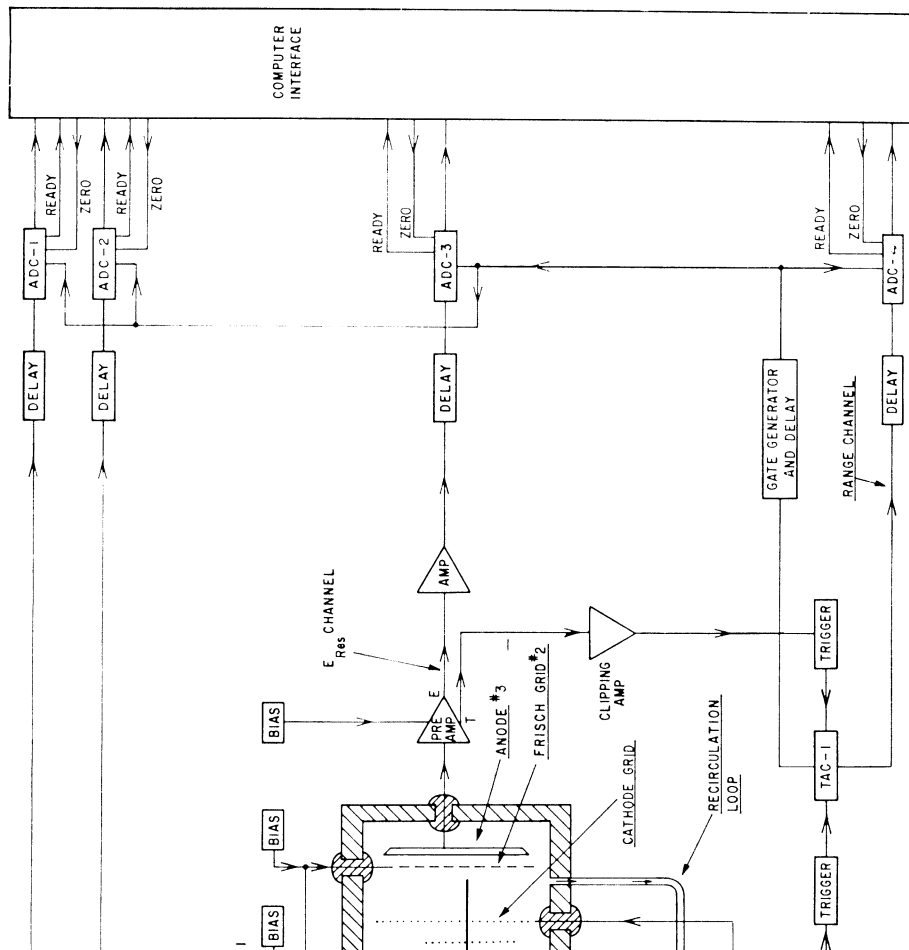 COMPUTER
INTERFACE
READY
ZERO
READY
ZERO
READY
ZERO
READY
ZERO
ADC-1
ADC-2
ADC-3
ADC-
DELAY
DELAY
DELAY
DELAY
GATE GENERATOR
AND DELAY
RANGE CHANNEL
AMP
E Res CHANNEL
BIAS
E
PRE
AMP
T
ANODE #3
FRISCH GRID #2
CLIPPING
AMP
TRIGGER
TAC-1
RECIRCULATION
LOOP
CATHODE GRID
BIAS
BIAS
TRIGGER